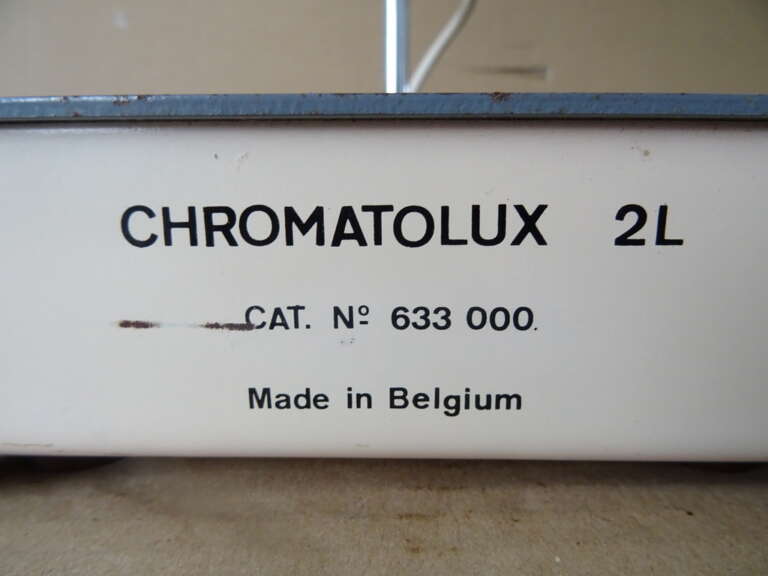 CHROMATOLUX 2L
CAT. Nº 633 000.
Made in Belgium